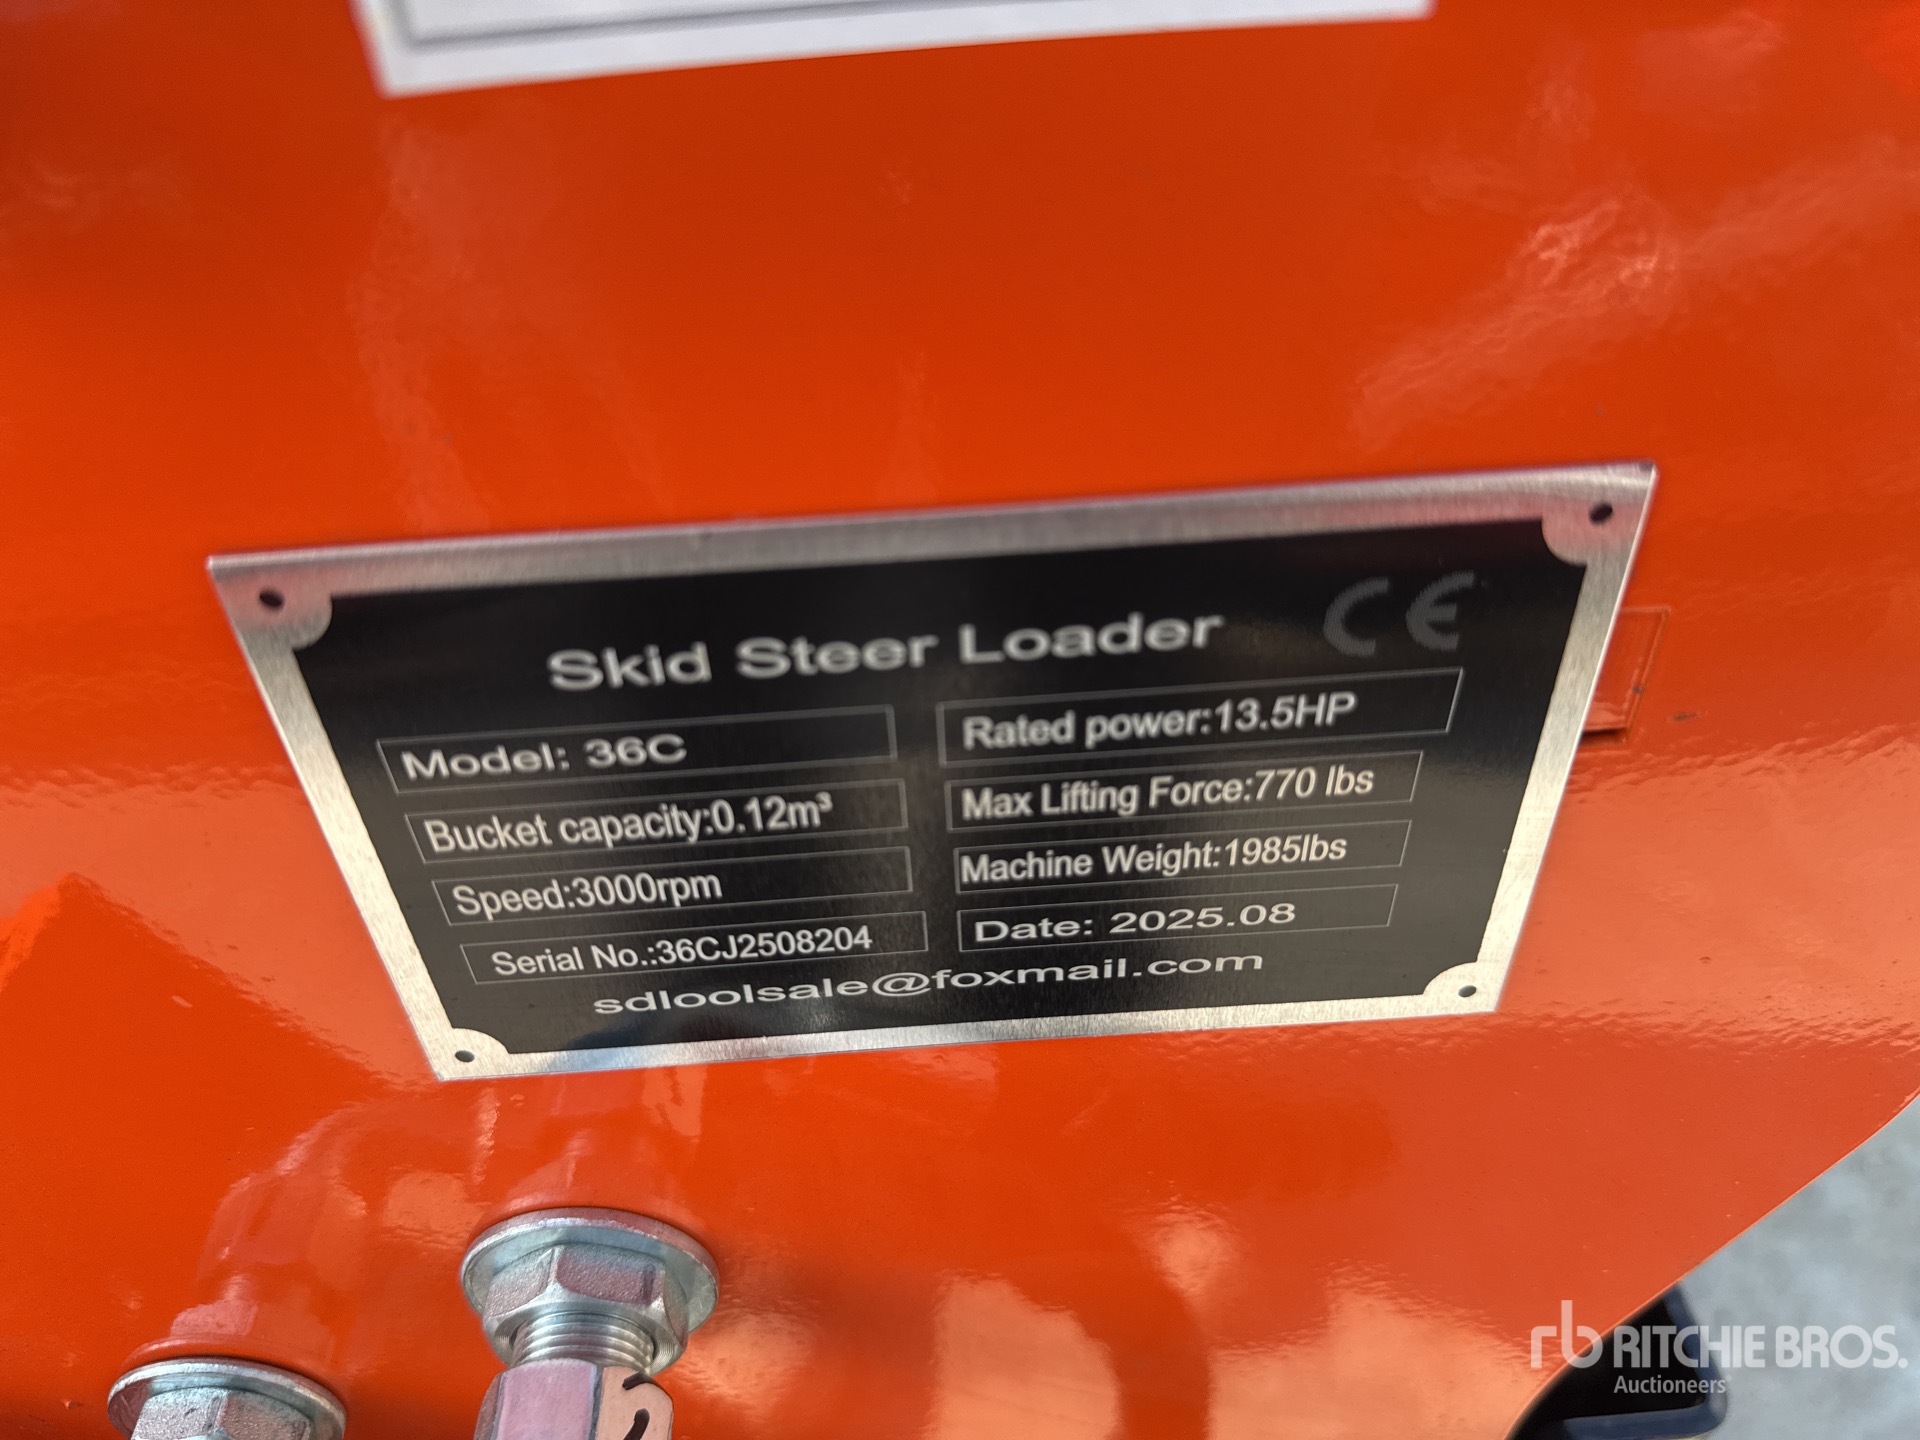 Skid Steer Loader CE
Model: 36C
Rated power:13.5HP
Bucket capacity:0.12m³
Max Lifting Force:770 lbs
Speed:3000rpm
Machine Weight:1985lbs
Serial No.:36CJ2508204
Date: 2025.08
sdloolsale@foxmail.com
rb RITCHIE BROS.
Auctioneers